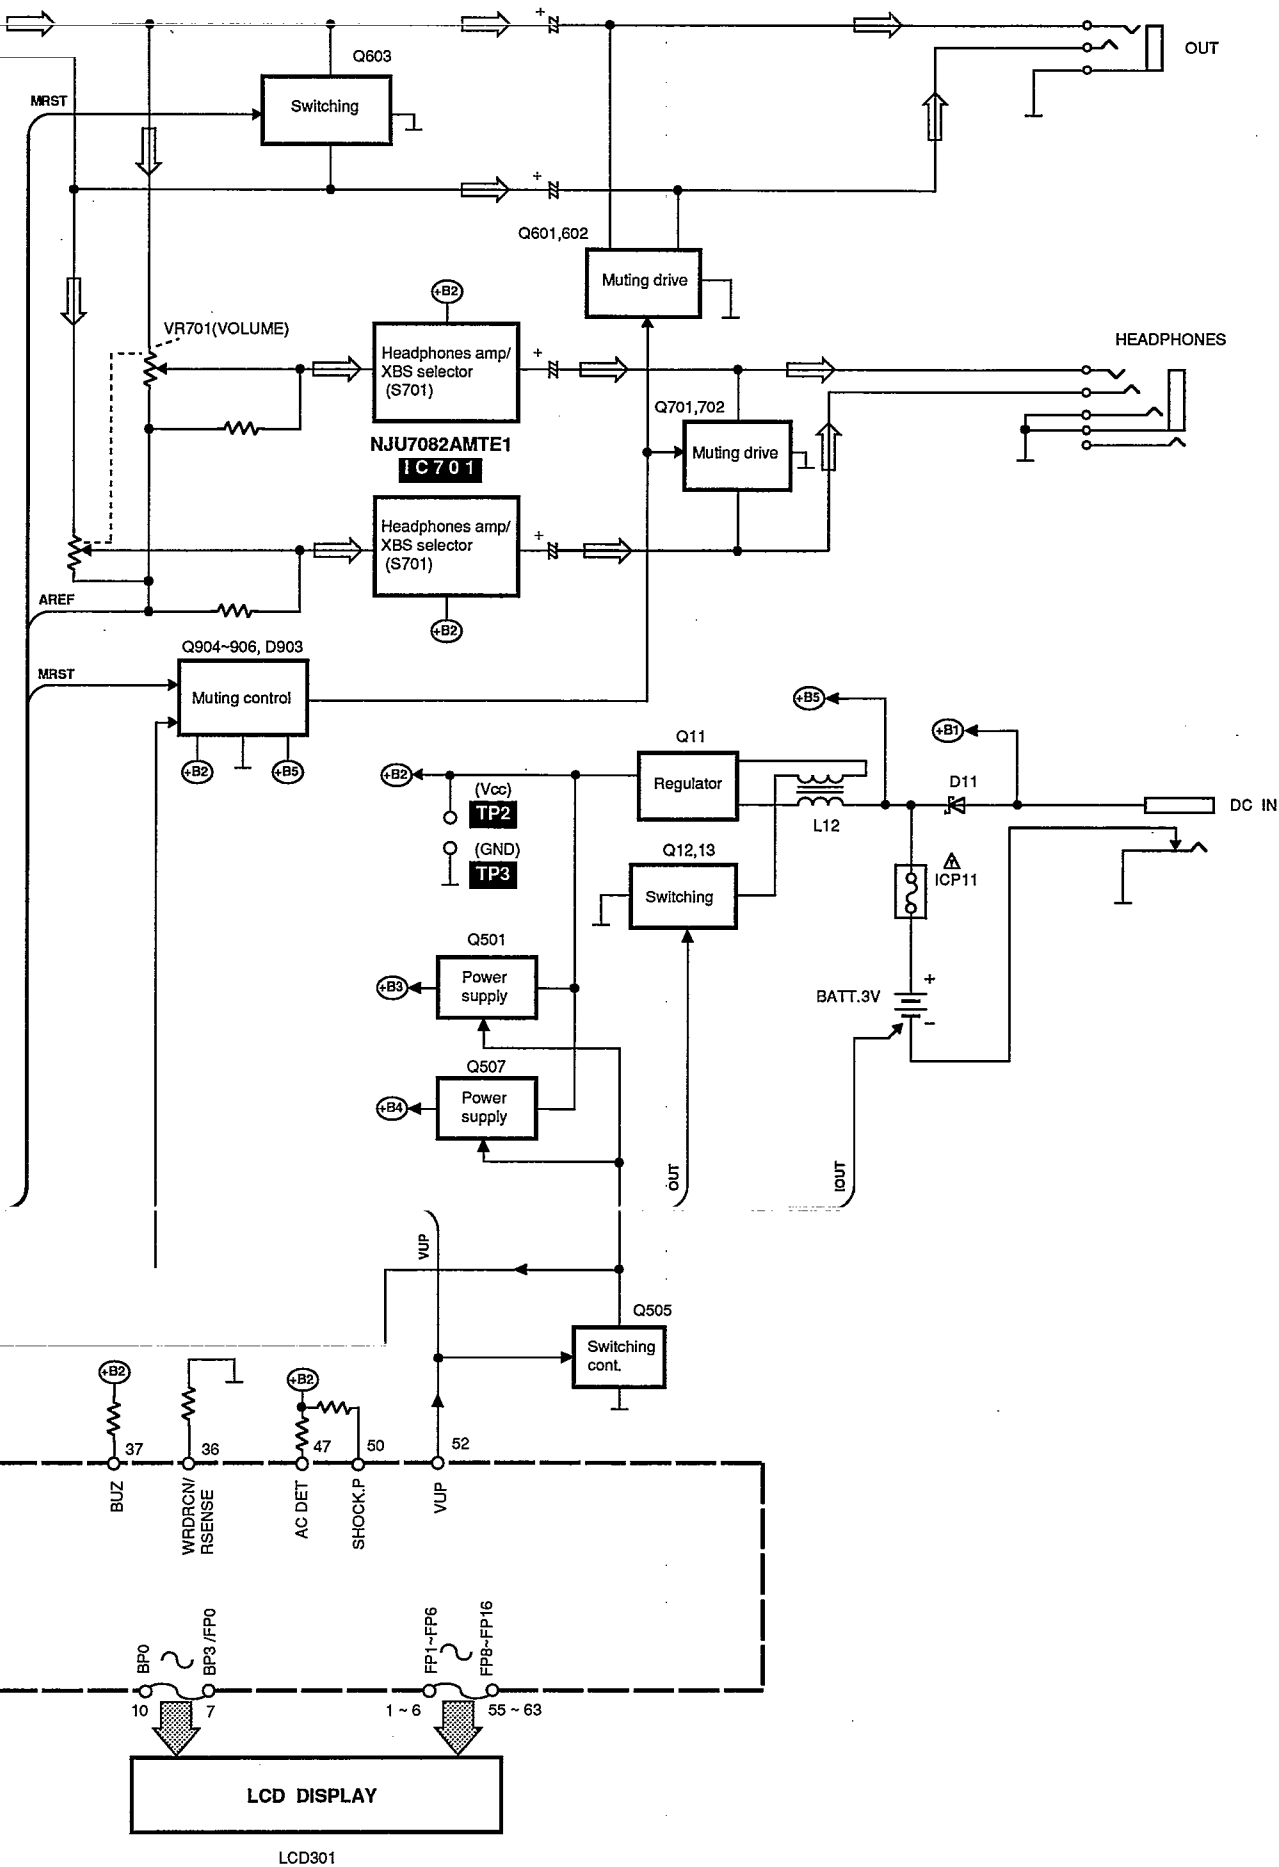 +
OUT
Q603
Switching
MRST
+
Q601,602
Muting drive
+B2
VR701(VOLUME)
HEADPHONES
Headphones amp/
XBS selector
(S701)
+
Q701,702
Muting drive
NJU7082AMTE1
IC701
Headphones amp/
XBS selector
(S701)
+
AREF
+B2
Q904~906, D903
MRST
Muting control
+B2
+B5
+B5
+B1
Q11
Regulator
+B2
(Vcc)
TP2
D11
DC IN
L12
(GND)
TP3
Q12,13
Switching
ICP11
Q501
Power
supply
+B3
BATT.3V
+
−
Q507
Power
supply
+B4
OUT
IOUT
VUP
Q505
Switching
cont.
+B2
+B2
37
36
47
50
52
BUZ
WRDRCN/
RSENSE
AC DET
SHOCK.P
VUP
BP0
BP3 /FP0
FP1~FP6
FP8~FP16
10
7
1 ~ 6
55 ~ 63
LCD DISPLAY
LCD301